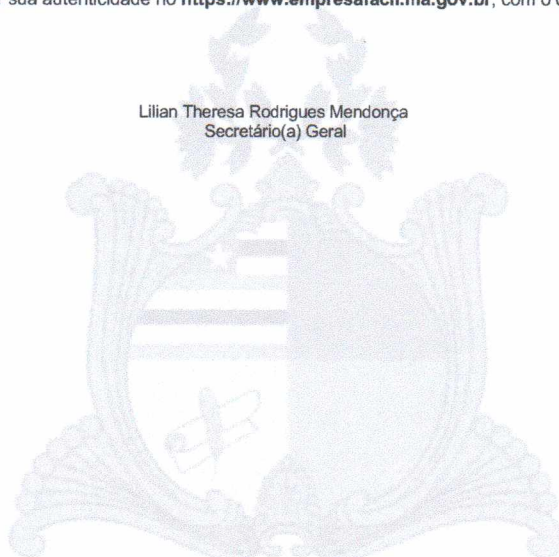 sua autenticidade no https://www.empresafacil.ma.gov.br, com o
Lilian Theresa Rodrigues Mendonça
Secretário(a) Geral